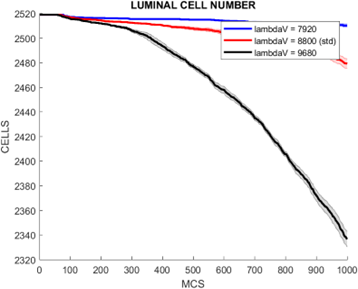 LUMINAL CELL NUMBER
2520
2500
2480
2460
2440
2420
2400
2380
2360
2340
2320
CELLS
lambdaV = 7920
lambdaV = 8800 (std)
lambdaV = 9680
0 100 200 300 400 500 600 700 800 900 1000
MCS